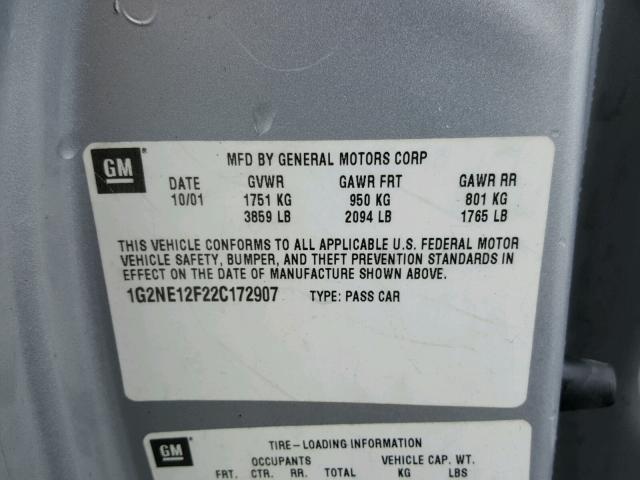 GM
MFD BY GENERAL MOTORS CORP
DATE GVWR GAWR FRT GAWR RR
10/01 1751 KG 950 KG 801 KG
3859 LB 2094 LB 1765 LB
THIS VEHICLE CONFORMS TO ALL APPLICABLE U.S. FEDERAL MOTOR
VEHICLE SAFETY, BUMPER, AND THEFT PREVENTION STANDARDS IN
EFFECT ON THE DATE OF MANUFACTURE SHOWN ABOVE.
1G2NE12F22C172907 TYPE: PASS CAR
GM
TIRE-LOADING INFORMATION
OCCUPANTS VEHICLE CAP. WT.
FRT. CTR. RR. TOTAL KG LBS